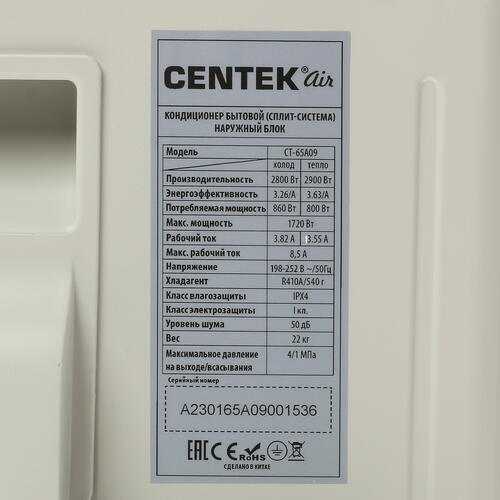 CENTEK® air
КОНДИЦИОНЕР БЫТОВОЙ (СПЛИТ-СИСТЕМА)
НАРУЖНЫЙ БЛОК
Модель CT-65A09
холод тепло
Производительность 2800 Вт 2900 Вт
Энергоэффективность 3.26/A 3.63/A
Потребляемая мощность 860 Вт 800 Вт
Макс. мощность 1720 Вт
Рабочий ток 3.82 А 3.55 А
Макс. рабочий ток 8,5 А
Напряжение 198-252 В ~/50Гц
Хладагент R410A/540 г
Класс влагозащиты IPX4
Класс электрозащиты I кл.
Уровень шума 50 дБ
Вес 22 кг
Максимальное давление 4/1 МПа
на выходе/всасывания
Серийный номер
A230165A09001536
EAC CE RoHS
СДЕЛАНО В КИТАЕ